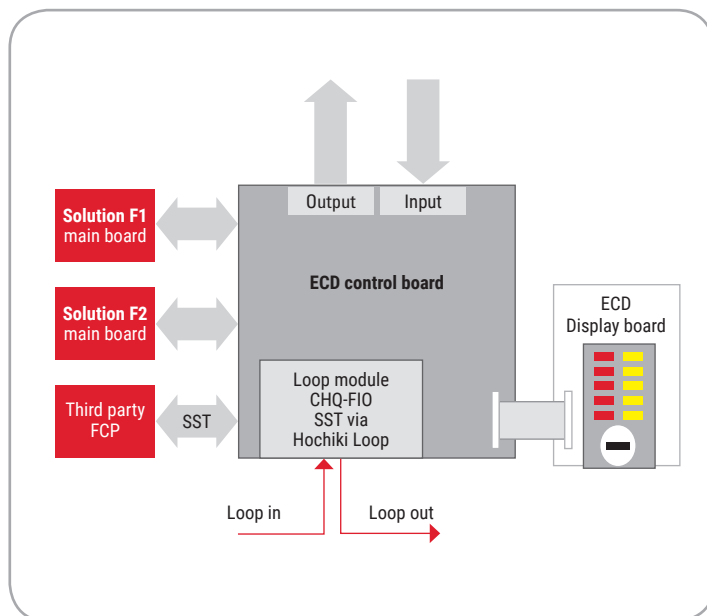 Output
Input
Solution F1
main board
ECD control board
Solution F2
main board
ECD
Display board
Third party
FCP
SST
Loop module
CHQ-FIO
SST via
Hochiki Loop
Loop in
Loop out